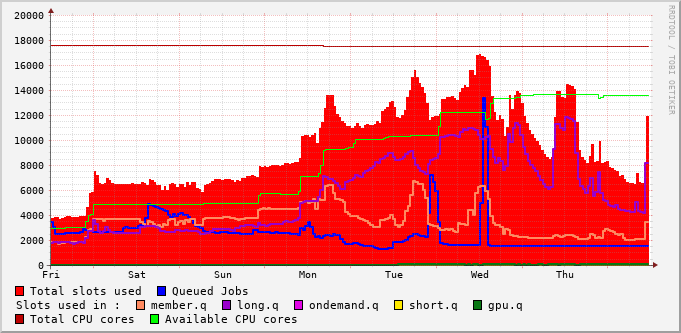 20000
18000
16000
14000
12000
10000
8000
6000
4000
2000
0
Fri Sat Sun Mon Tue Wed Thu
RRDTOOL / TOBI OETIKER
Total slots used Queued Jobs
Slots used in : member.q long.q ondemand.q short.q gpu.q
Total CPU cores Available CPU cores